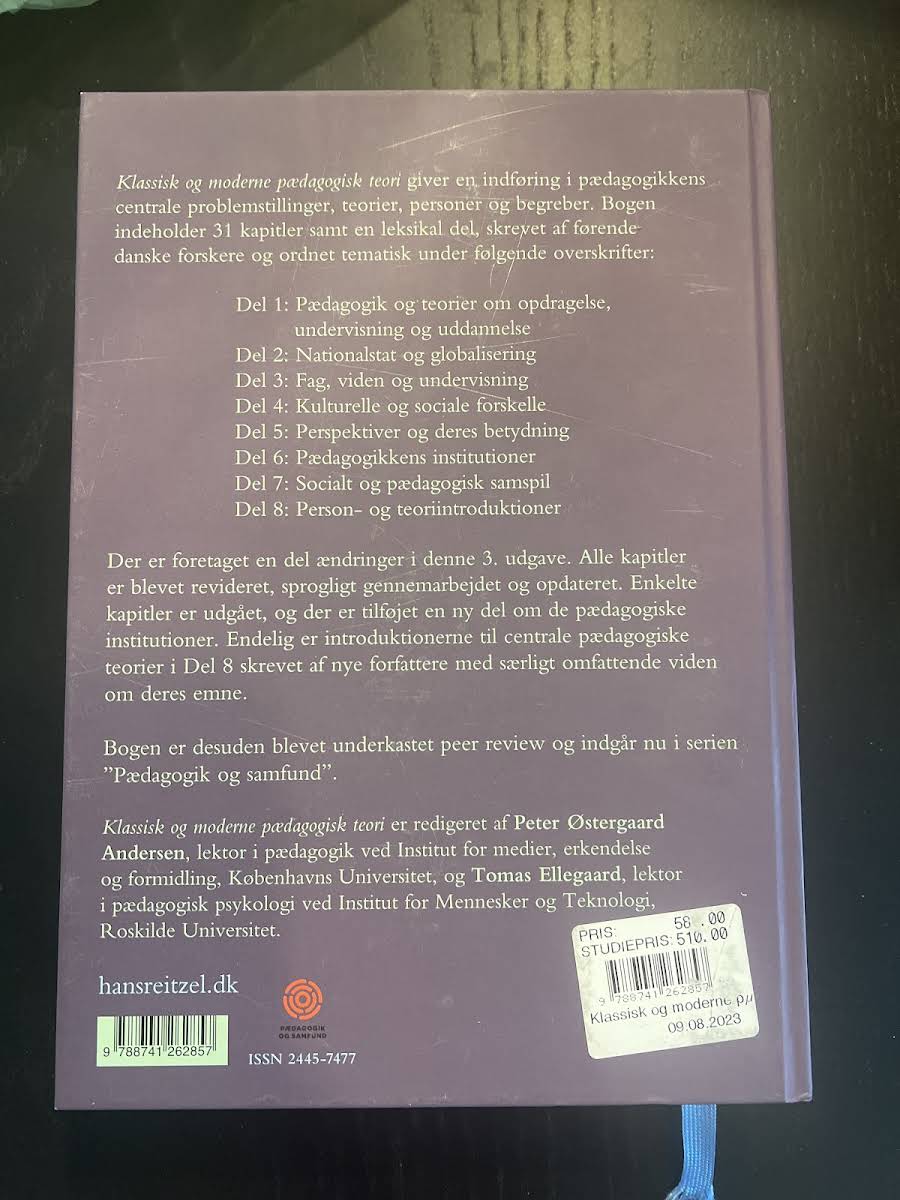 Klassisk og moderne pædagogisk teori giver en indføring i pædagogikkens
centrale problemstillinger, teorier, personer og begreber. Bogen
indeholder 31 kapitler samt en leksikal del, skrevet af førende
danske forskere og ordnet tematisk under følgende overskrifter:
Del 1: Pædagogik og teorier om opdragelse,
undervisning og uddannelse
Del 2: Nationalstat og globalisering
Del 3: Fag, viden og undervisning
Del 4: Kulturelle og sociale forskelle
Del 5: Perspektiver og deres betydning
Del 6: Pædagogikkens institutioner
Del 7: Socialt og pædagogisk samspil
Del 8: Person- og teoriintroduktioner
Der er foretaget en del ændringer i denne 3. udgave. Alle kapitler
er blevet revideret, sprogligt gennemarbejdet og opdateret. Enkelte
kapitler er udgået, og der er tilføjet en ny del om de pædagogiske
institutioner. Endelig er introduktionerne til centrale pædagogiske
teorier i Del 8 skrevet af nye forfattere med særligt omfattende viden
om deres emne.
Bogen er desuden blevet underkastet peer review og indgår nu i serien
”Pædagogik og samfund”.
Klassisk og moderne pædagogisk teori er redigeret af Peter Østergaard
Andersen, lektor i pædagogik ved Institut for medier, erkendelse
og formidling, Københavns Universitet, og Tomas Ellegaard, lektor
i pædagogisk psykologi ved Institut for Mennesker og Teknologi,
Roskilde Universitet.
PRIS:
STUDIEPRIS: 510.00
9 788741 262857
Klassisk og moderne
09.08.2023
hansreitzel.dk
PÆDAGOGIK
OG SAMFUND
9 788741 262857
ISSN 2445-7477